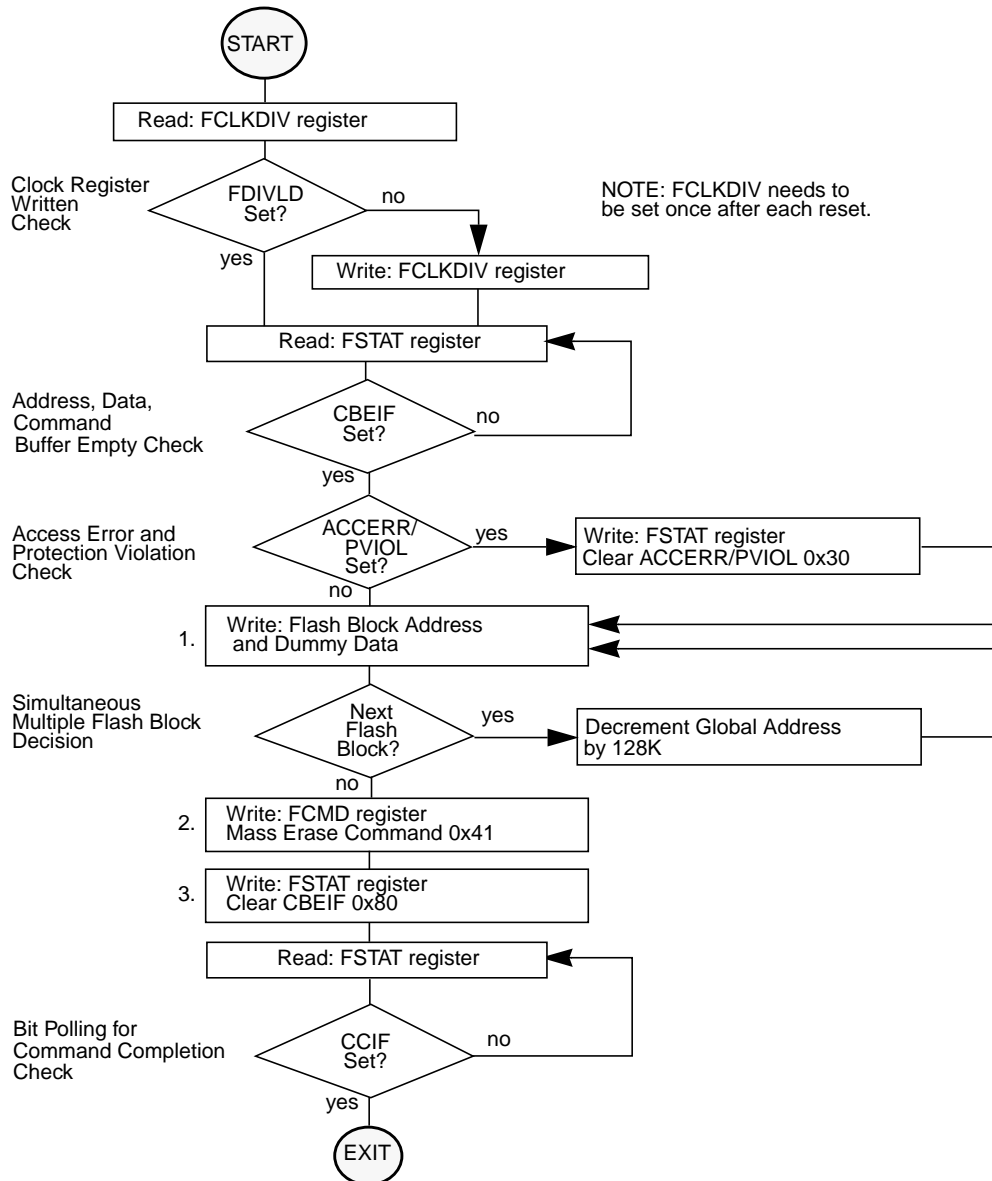 START
Read: FCLKDIV register
Clock Register
Written
Check
FDIVLD
Set?
no
yes
NOTE: FCLKDIV needs to
be set once after each reset.
Write: FCLKDIV register
Read: FSTAT register
Address, Data,
Command
Buffer Empty Check
CBEIF
Set?
no
yes
Access Error and
Protection Violation
Check
ACCERR/
PVIOL
Set?
yes
no
Write: FSTAT register
Clear ACCERR/PVIOL 0x30
1.
Write: Flash Block Address
and Dummy Data
Simultaneous
Multiple Flash Block
Decision
Next
Flash
Block?
yes
no
Decrement Global Address
by 128K
2.
Write: FCMD register
Mass Erase Command 0x41
3.
Write: FSTAT register
Clear CBEIF 0x80
Read: FSTAT register
Bit Polling for
Command Completion
Check
CCIF
Set?
no
yes
EXIT